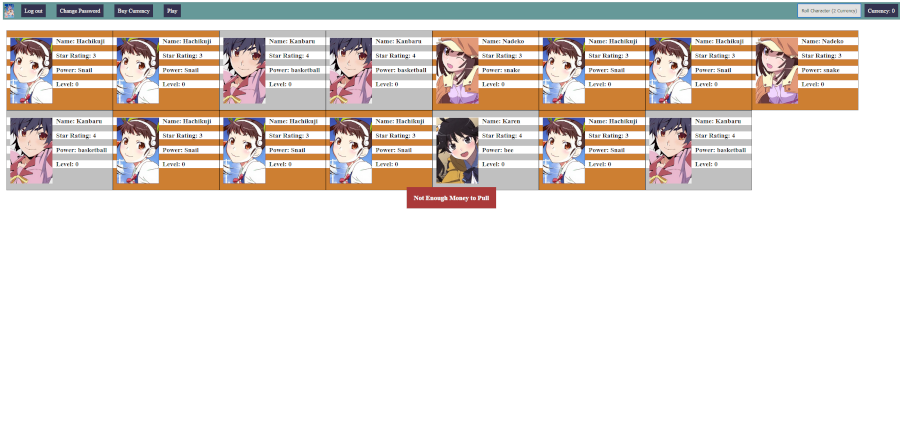 Log out Change Password Buy Currency Play Roll Character (2 Currency) Currency: 0
Name: Hachikuji Name: Hachikuji Name: Kanbaru Name: Kanbaru Name: Nadeko Name: Hachikuji Name: Hachikuji Name: Nadeko
Star Rating: 3 Star Rating: 3 Star Rating: 4 Star Rating: 4 Star Rating: 3 Star Rating: 3 Star Rating: 3 Star Rating: 3
Power: Snail Power: Snail Power: basketball Power: basketball Power: snake Power: Snail Power: Snail Power: snake
Level: 0 Level: 0 Level: 0 Level: 0 Level: 0 Level: 0 Level: 0 Level: 0
Name: Kanbaru Name: Hachikuji Name: Hachikuji Name: Hachikuji Name: Karen Name: Hachikuji Name: Kanbaru
Star Rating: 4 Star Rating: 3 Star Rating: 3 Star Rating: 3 Star Rating: 4 Star Rating: 3 Star Rating: 4
Power: basketball Power: Snail Power: Snail Power: Snail Power: bee Power: Snail Power: basketball
Level: 0 Level: 0 Level: 0 Level: 0 Level: 0 Level: 0 Level: 0
Not Enough Money to Pull